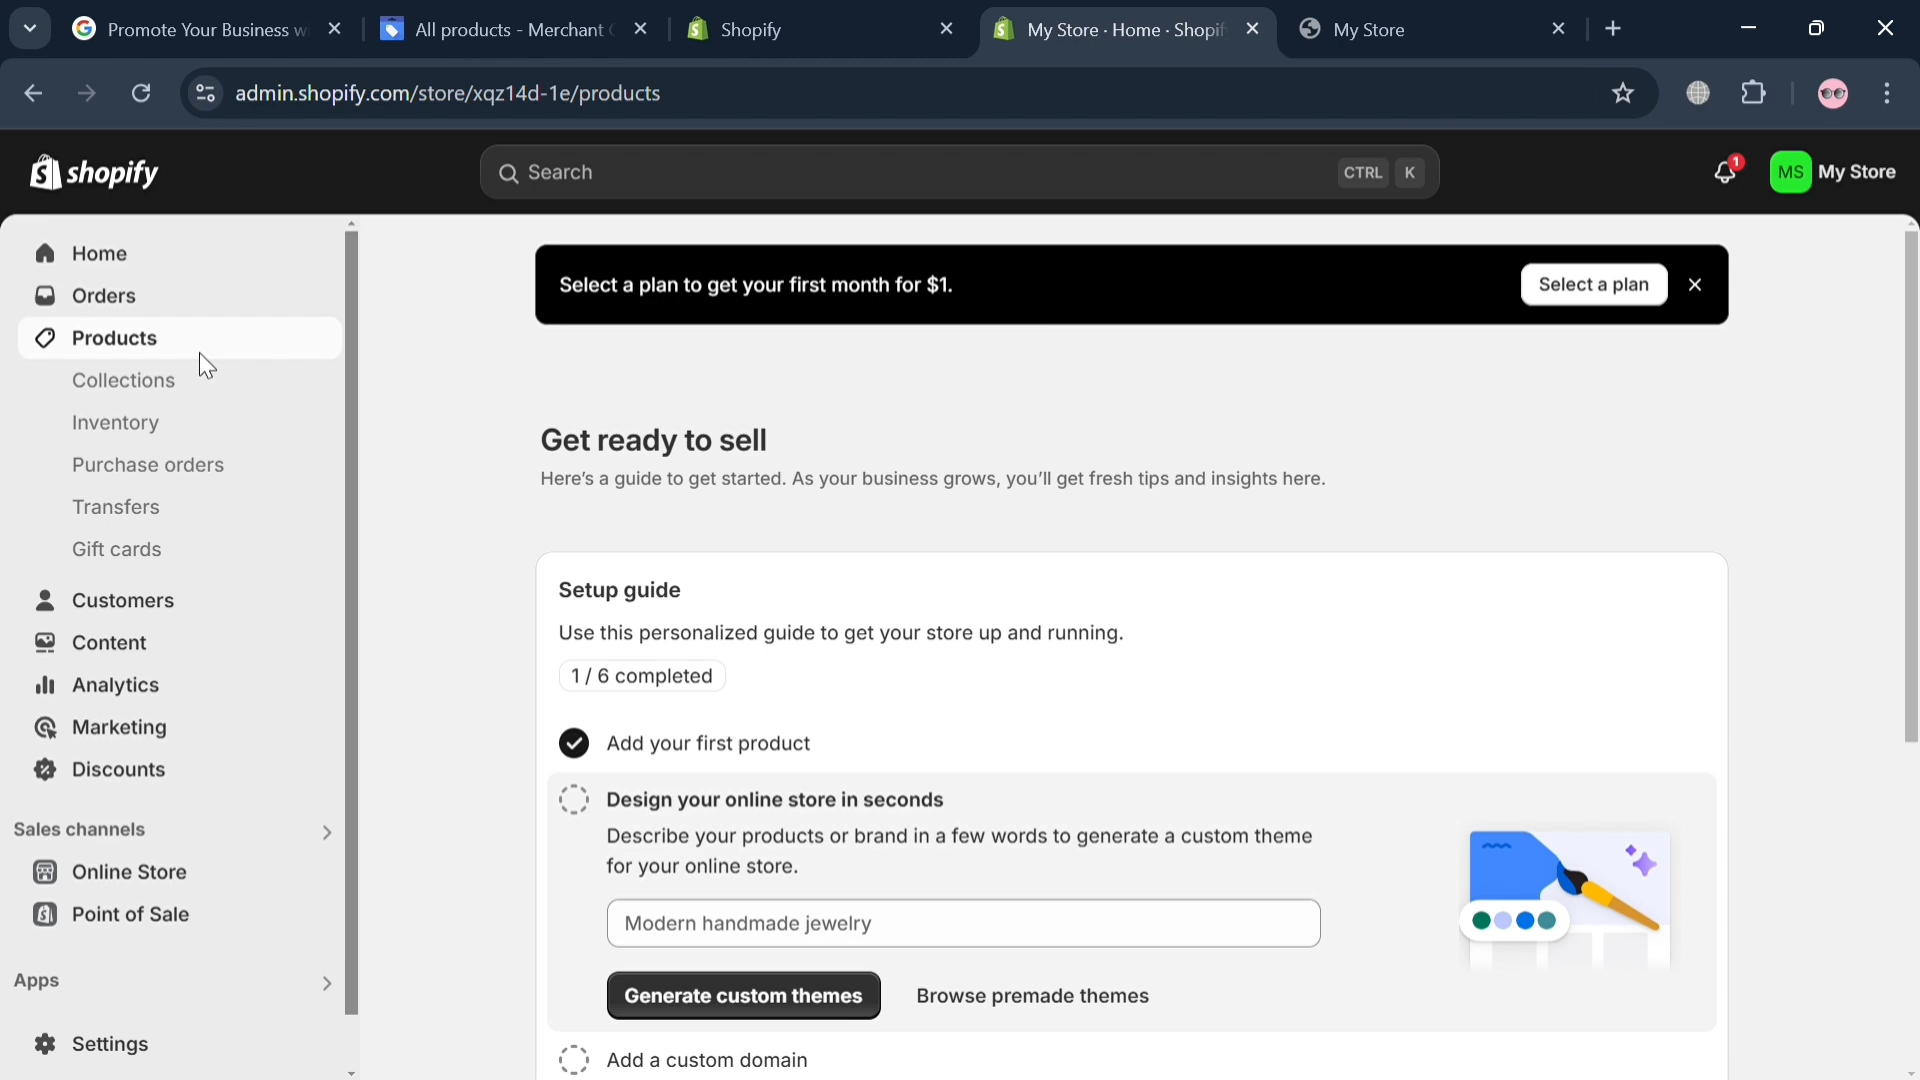 Promote Your Business w
All products - Merchant C
Shopify
My Store · Home · Shopif
My Store
admin.shopify.com/store/xqz14d-1e/products
shopify
Search
CTRL K
1
MS
My Store
Home
Orders
Products
Collections
Inventory
Purchase orders
Transfers
Gift cards
Customers
Content
Analytics
Marketing
Discounts
Sales channels
Online Store
Point of Sale
Apps
Settings
Select a plan to get your first month for $1.
Select a plan
Get ready to sell
Here's a guide to get started. As your business grows, you'll get fresh tips and insights here.
Setup guide
Use this personalized guide to get your store up and running.
1 / 6 completed
Add your first product
Design your online store in seconds
Describe your products or brand in a few words to generate a custom theme
for your online store.
Modern handmade jewelry
Generate custom themes
Browse premade themes
Add a custom domain